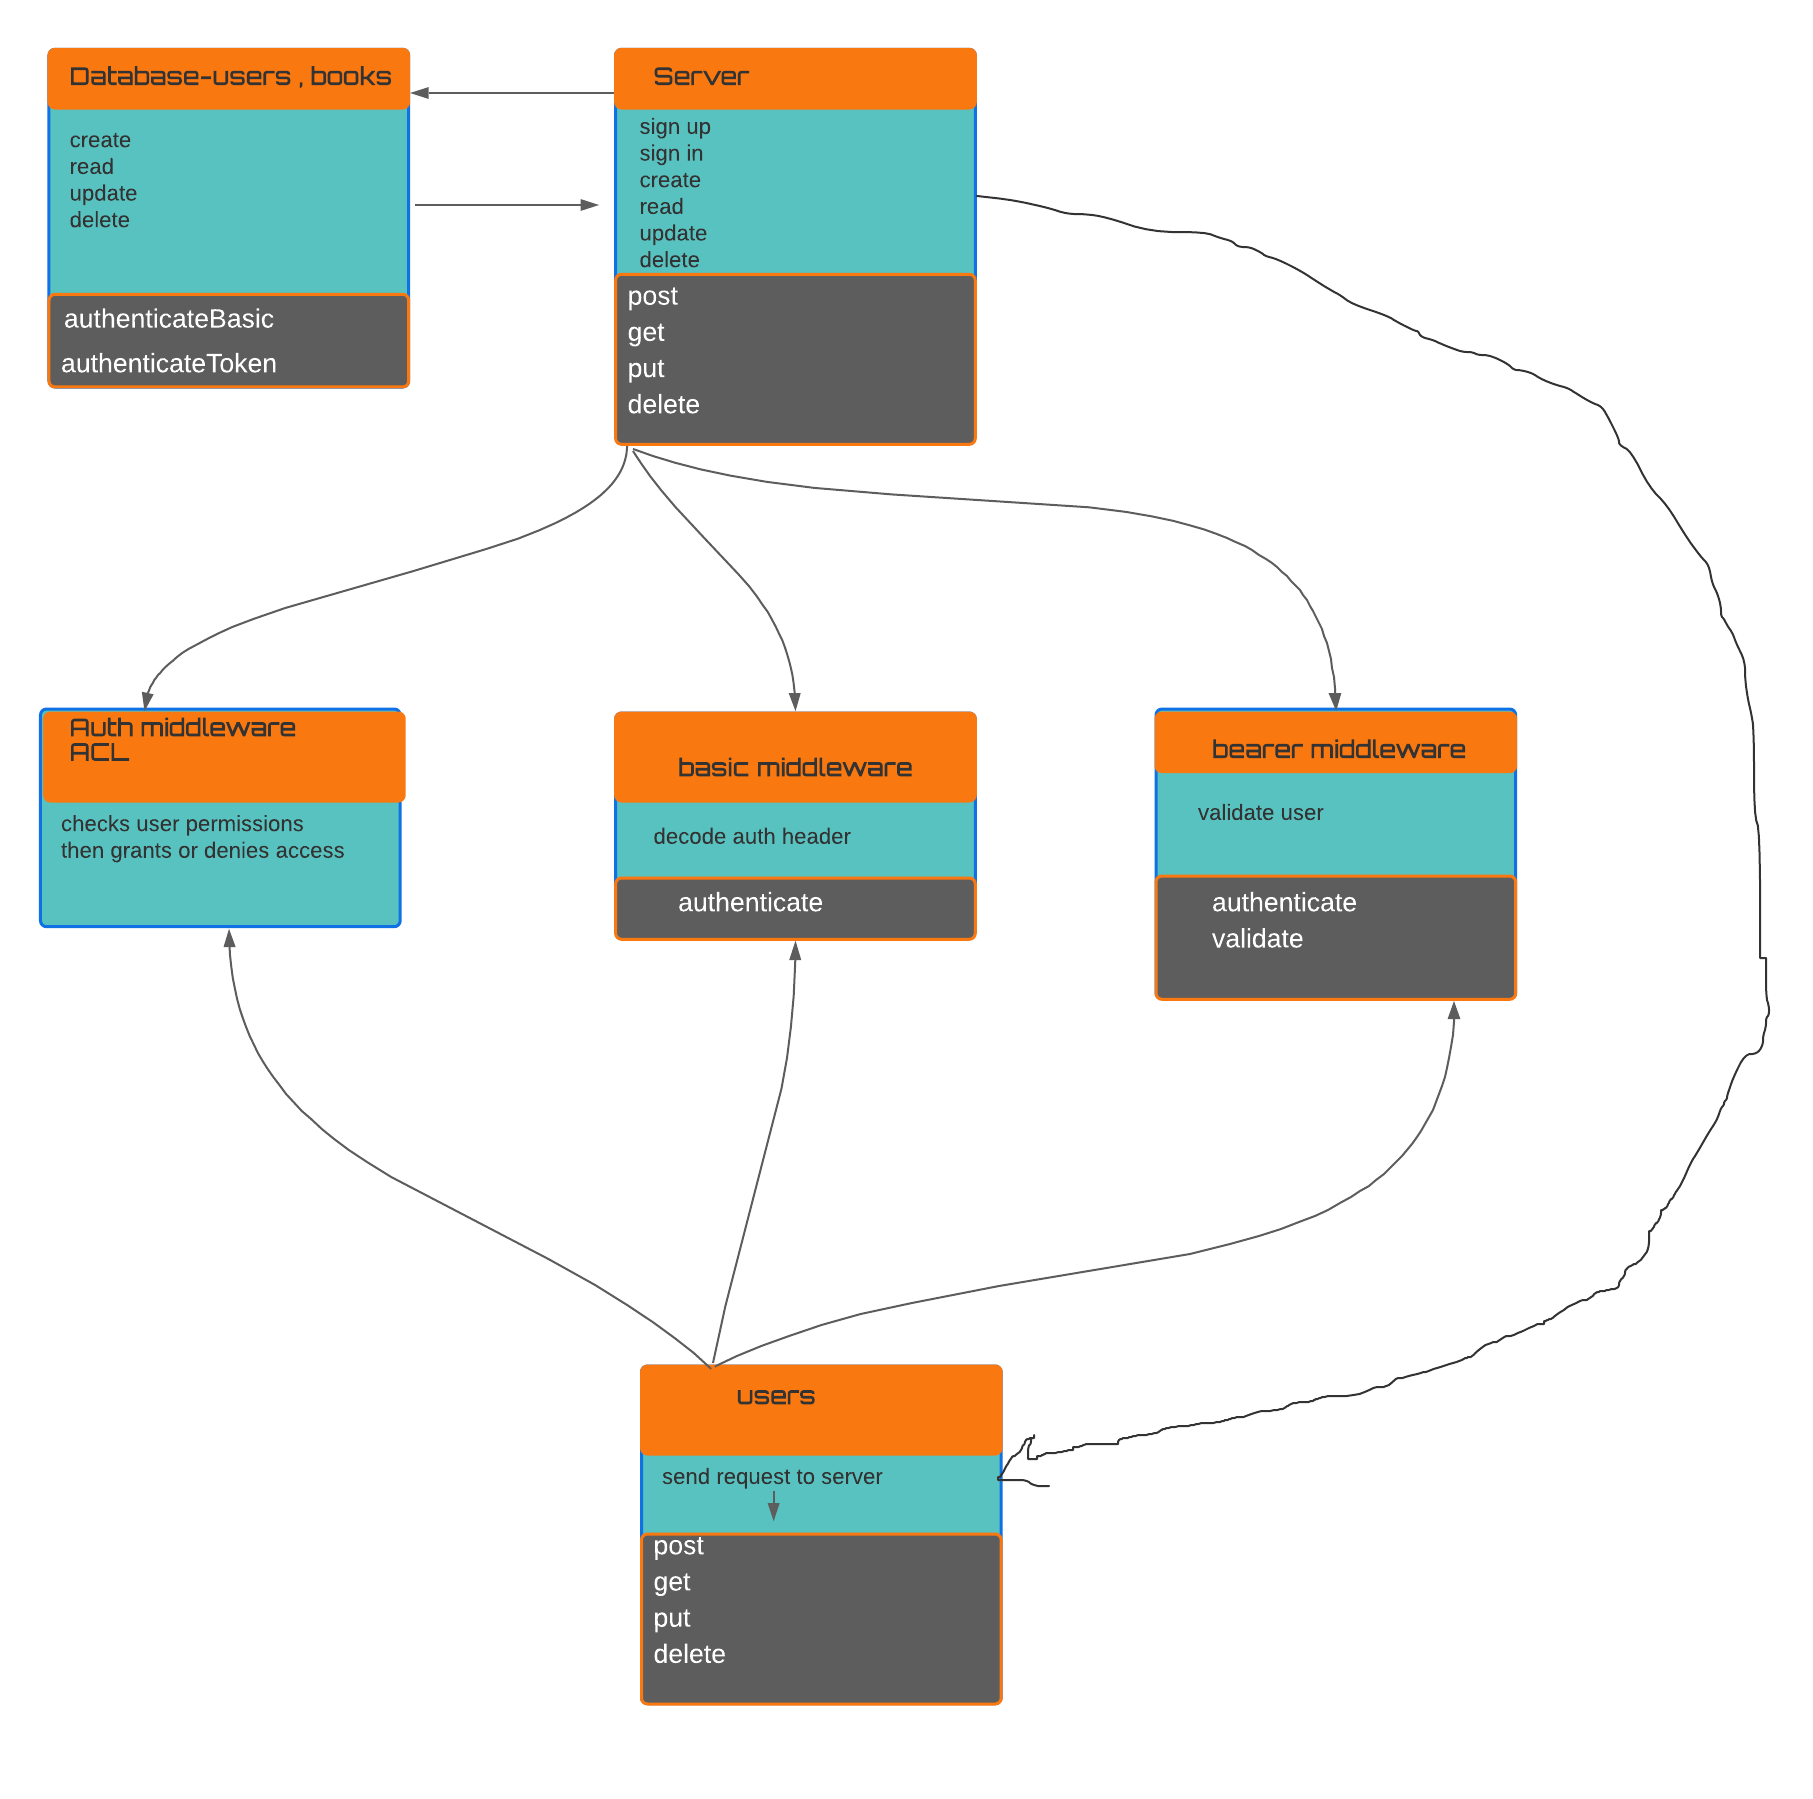 Database-users , books
create
read
update
delete
authenticateBasic
authenticateToken
Server
sign up
sign in
create
read
update
delete
post
get
put
delete
Auth middleware
ACL
checks user permissions
then grants or denies access
basic middleware
decode auth header
authenticate
bearer middleware
validate user
authenticate
validate
users
send request to server
post
get
put
delete